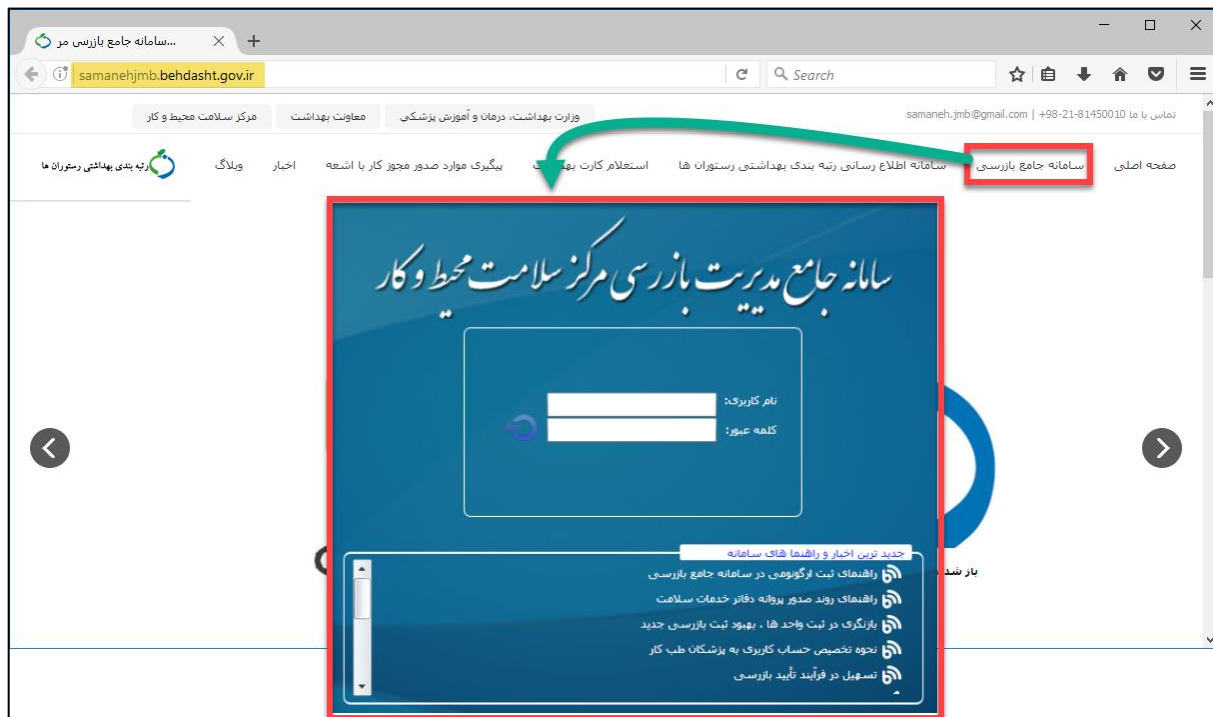 سامانه جامع بازرسی مر...
samanehjmb.behdasht.gov.ir
Search
تماس با ما samaneh.jmb@gmail.com | +98-21-81450010
وزارت بهداشت، درمان و آموزش پزشکی معاونت بهداشت مرکز سلامت محیط و کار
صفحه اصلی سامانه جامع بازرسی سامانه اطلاع رسانی رتبه بندی بهداشتی رستوران ها استعلام کارت پیگیری موارد صدور مجوز کار با اشعه اخبار وبلاگ رتبه بندی بهداشتی رستوران ها
سامانه جامع مدیریت بازرسی مرکز سلامت محیط و کار
نام کاربری:
کلمه عبور:
جدید ترین اخبار و راهنما های سامانه
راهنمای ثبت ارگونومی در سامانه جامع بازرسی
راهنمای روند صدور پروانه دفاتر خدمات سلامت
بازنگری در ثبت واحد ها ، بهبود ثبت بازرسی جدید
نحوه تخصیص حساب کاربری به پزشکان طب کار
تسهیل در فرآیند تأیید بازرسی
باز شد